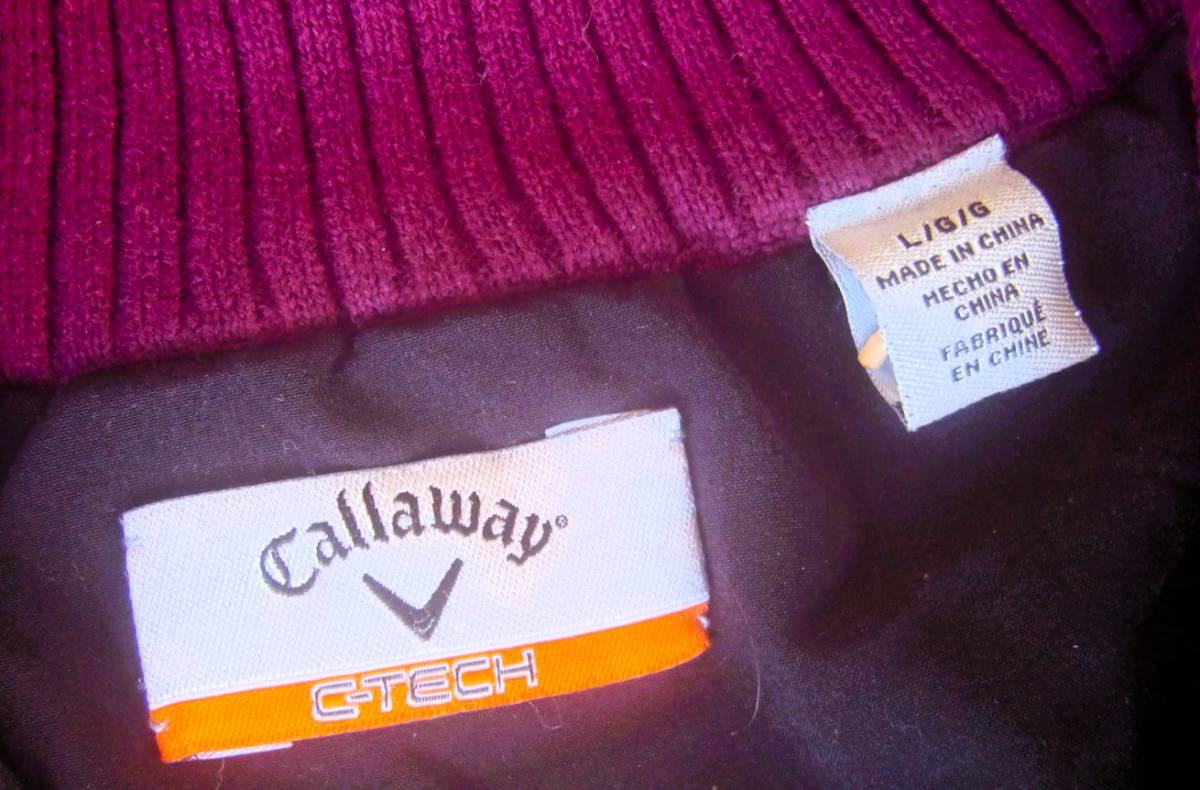 L/G/G
MADE IN CHINA
HECHO EN
CHINA
FABRIQUÉ
EN CHINE
Callaway®
C-TECH